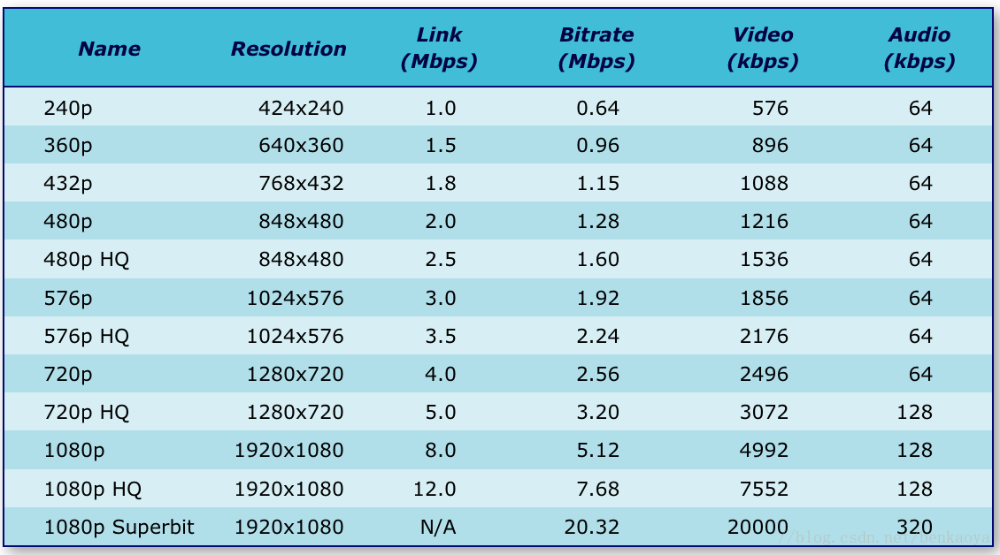 Name Resolution Link (Mbps) Bitrate (Mbps) Video (kbps) Audio (kbps)
240p 424x240 1.0 0.64 576 64
360p 640x360 1.5 0.96 896 64
432p 768x432 1.8 1.15 1088 64
480p 848x480 2.0 1.28 1216 64
480p HQ 848x480 2.5 1.60 1536 64
576p 1024x576 3.0 1.92 1856 64
576p HQ 1024x576 3.5 2.24 2176 64
720p 1280x720 4.0 2.56 2496 64
720p HQ 1280x720 5.0 3.20 3072 128
1080p 1920x1080 8.0 5.12 4992 128
1080p HQ 1920x1080 12.0 7.68 7552 128
1080p Superbit 1920x1080 N/A 20.32 20000 320
//blog.csdn.net/benkaoya